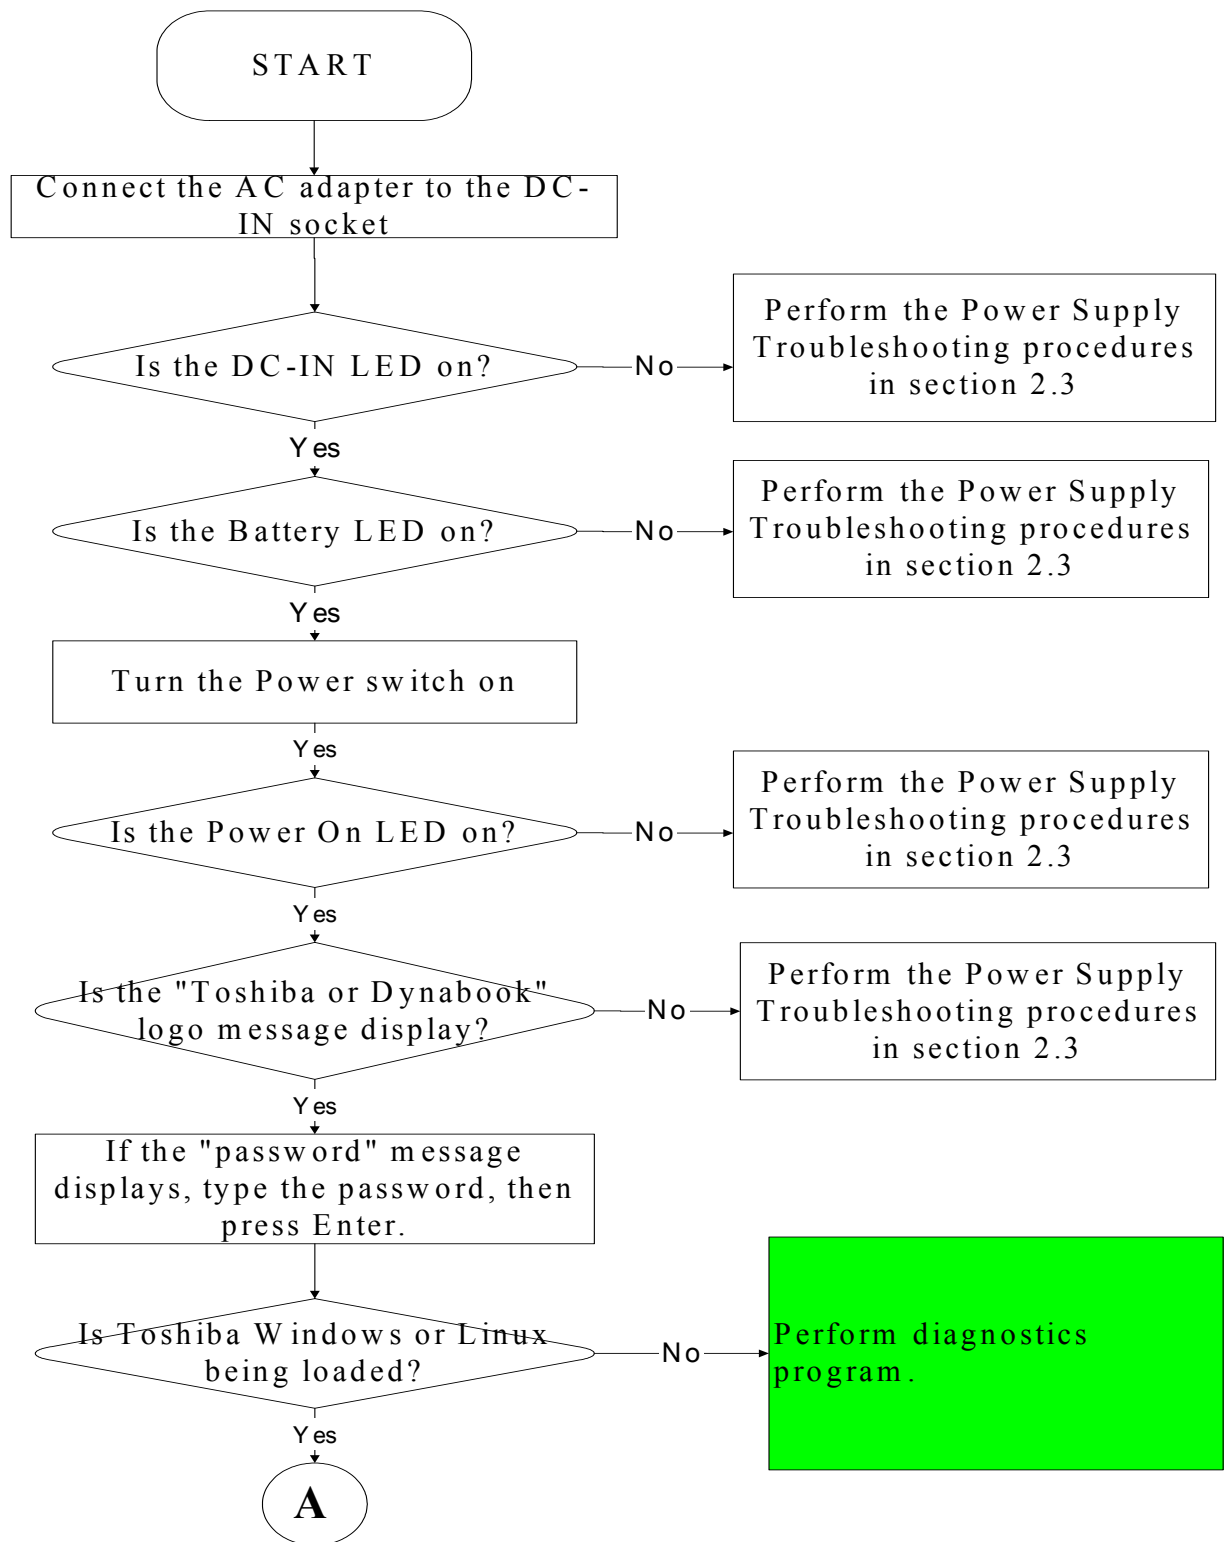 START
Connect the AC adapter to the DC-
IN socket
Is the DC-IN LED on?
No
Perform the Power Supply
Troubleshooting procedures
in section 2.3
Yes
Is the Battery LED on?
No
Perform the Power Supply
Troubleshooting procedures
in section 2.3
Yes
Turn the Power switch on
Yes
Is the Power On LED on?
No
Perform the Power Supply
Troubleshooting procedures
in section 2.3
Yes
Is the "Toshiba or Dynabook"
logo message display?
No
Perform the Power Supply
Troubleshooting procedures
in section 2.3
Yes
If the "password" message
displays, type the password, then
press Enter.
Is Toshiba Windows or Linux
being loaded?
No
Perform diagnostics
program.
Yes
A